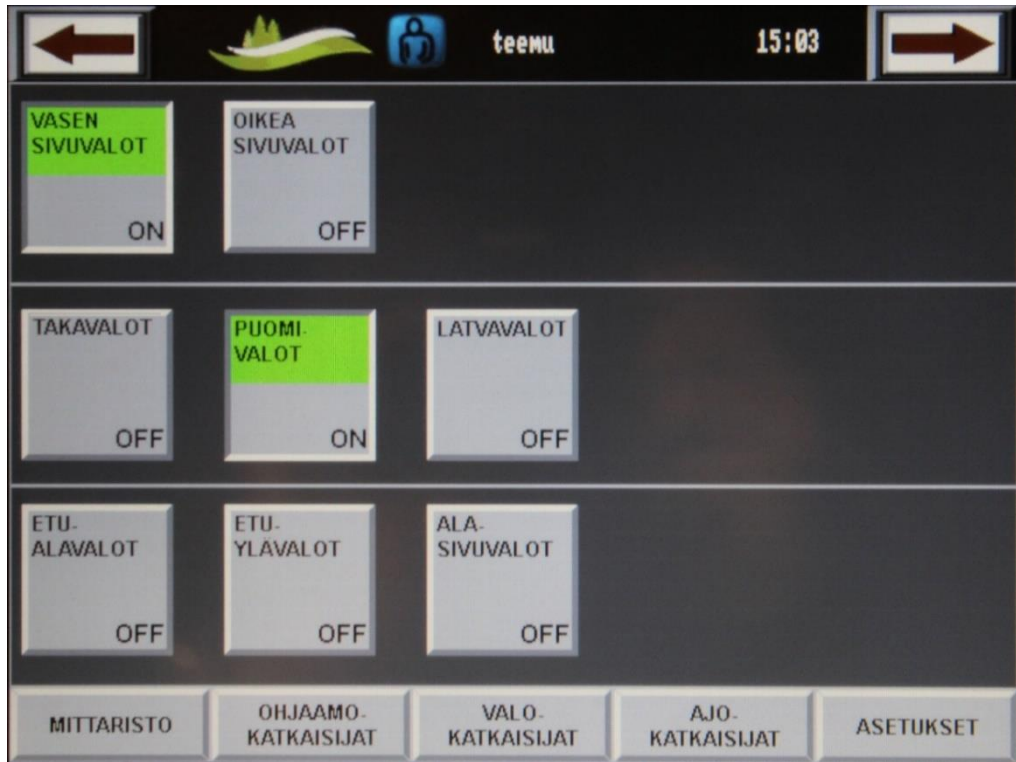 teemu 15:03
VASEN
SIVUVALOT
ON
OIKEA
SIVUVALOT
OFF
TAKAVALOT
OFF
PUOMI-
VALOT
ON
LATVAVALOT
OFF
ETU-
ALAVALOT
OFF
ETU-
YLÄVALOT
OFF
ALA-
SIVUVALOT
OFF
MITTARISTO
OHJAAMO-
KATKAISIJAT
VALO-
KATKAISIJAT
AJO-
KATKAISIJAT
ASETUKSET